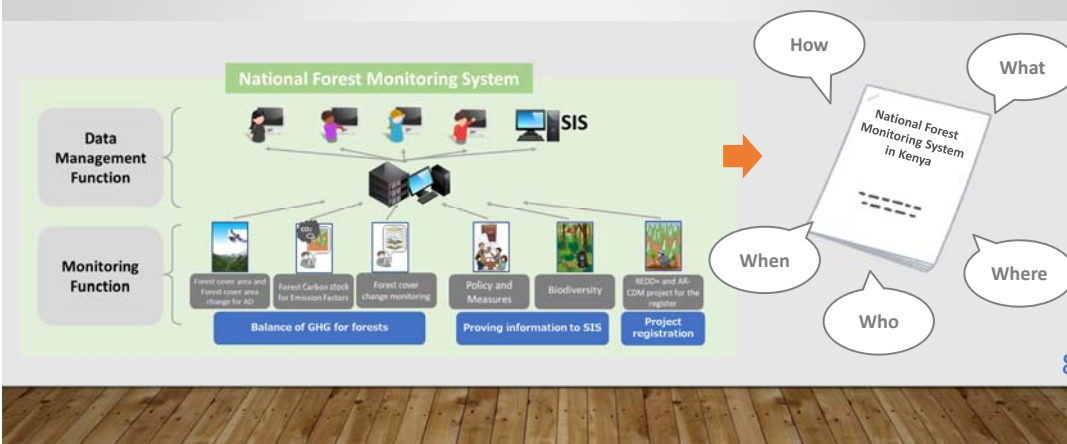 National Forest Monitoring System
Data
Management
Function
SIS
Monitoring
Function
CO2
Forest cover area and
Forest cover area
change for AD
Forest Carbon stock
for Emission Factors
Forest cover
change monitoring
Policy and
Measures
Biodiversity
REDD+ and AR-
CDM project for the
register
Balance of GHG for forests
Proving information to SIS
Project
registration
How
What
National Forest
Monitoring System
in Kenya
When
Where
Who
8